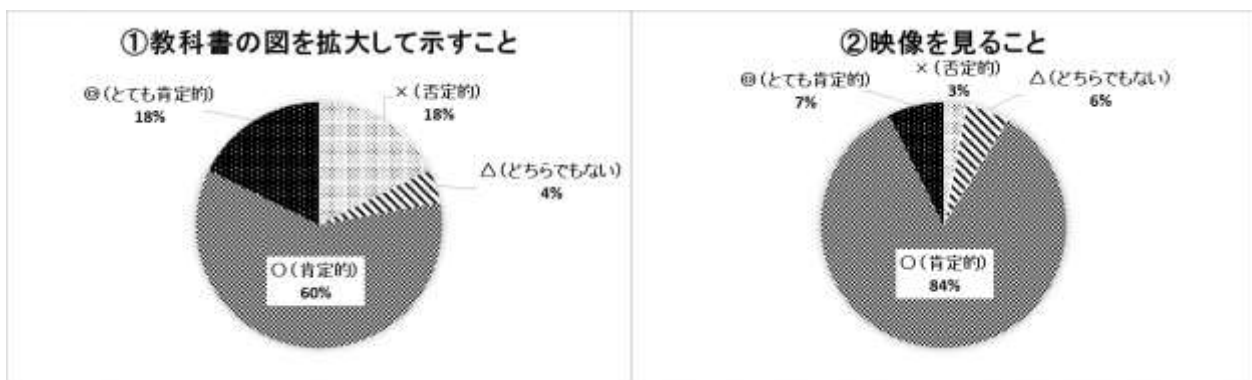 ①教科書の図を拡大して示すこと
◎(とても肯定的)
18%
×(否定的)
18%
△(どちらでもない)
4%
○(肯定的)
60%
②映像を見ること
◎(とても肯定的)
7%
×(否定的)
3%
△(どちらでもない)
6%
○(肯定的)
84%